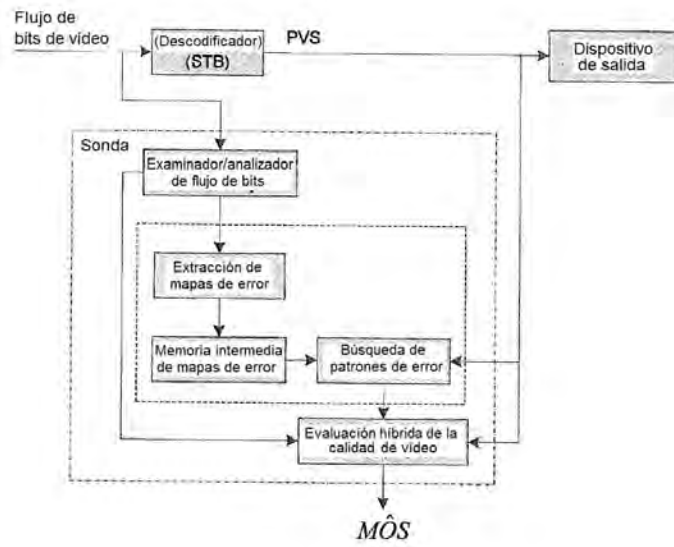 Flujo de
bits de vídeo
(Descodificador)
(STB)
PVS
Dispositivo
de salida
Sonda
Examinador/analizador
de flujo de bits
Extracción de
mapas de error
Memoria intermedia
de mapas de error
Búsqueda de
patrones de error
Evaluación híbrida de la
calidad de vídeo
MÔS